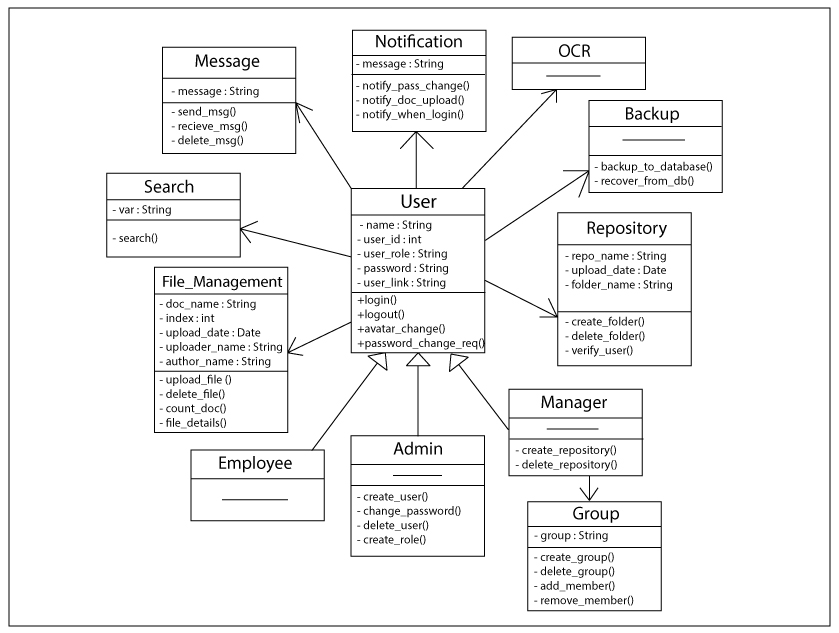 Message
- message : String
- send_msg()
- recieve_msg()
- delete_msg()
Notification
- message : String
- notify_pass_change()
- notify_doc_upload()
- notify_when_login()
OCR
Backup
- backup_to_database()
- recover_from_db()
Search
- var : String
- search()
User
- name : String
- user_id : int
- user_role : String
- password : String
- user_link : String
+login()
+logout()
+avatar_change()
+password_change_req()
Repository
- repo_name : String
- upload_date : Date
- folder_name : String
- create_folder()
- delete_folder()
- verify_user()
File_Management
- doc_name : String
- index : int
- upload_date : Date
- uploader_name : String
- author_name : String
- upload_file ()
- delete_file()
- count_doc()
- file_details()
Employee
Admin
- create_user()
- change_password()
- delete_user()
- create_role()
Manager
- create_repository()
- delete_repository()
Group
- group : String
- create_group()
- delete_group()
- add_member()
- remove_member()